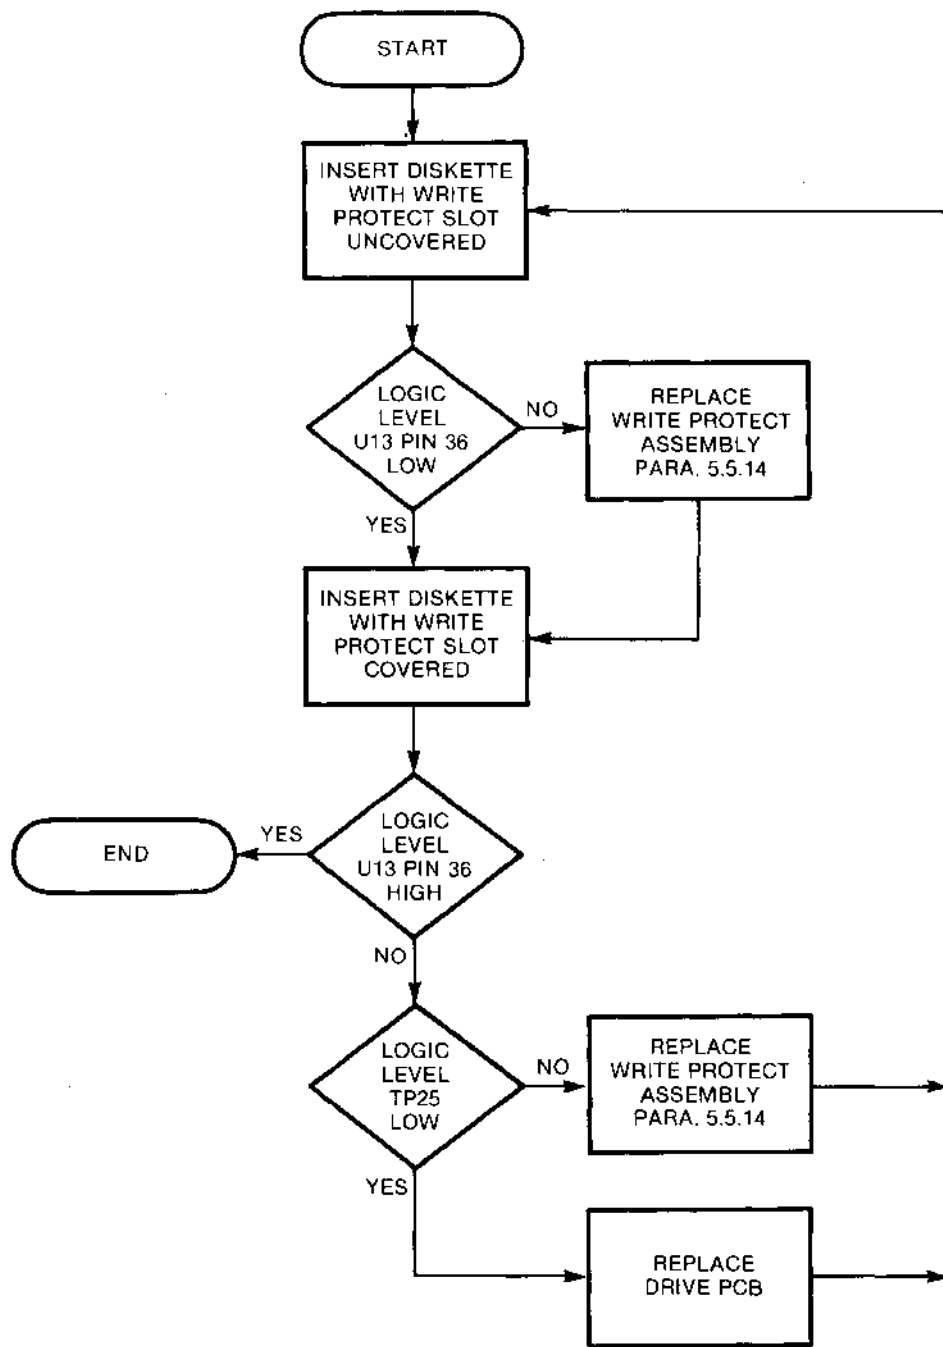 START
INSERT DISKETTE
WITH WRITE
PROTECT SLOT
UNCOVERED
LOGIC
LEVEL
U13 PIN 36
LOW
NO
REPLACE
WRITE PROTECT
ASSEMBLY
PARA. 5.5.14
YES
INSERT DISKETTE
WITH WRITE
PROTECT SLOT
COVERED
LOGIC
LEVEL
U13 PIN 36
HIGH
YES
END
NO
LOGIC
LEVEL
TP25
LOW
NO
REPLACE
WRITE PROTECT
ASSEMBLY
PARA. 5.5.14
YES
REPLACE
DRIVE PCB